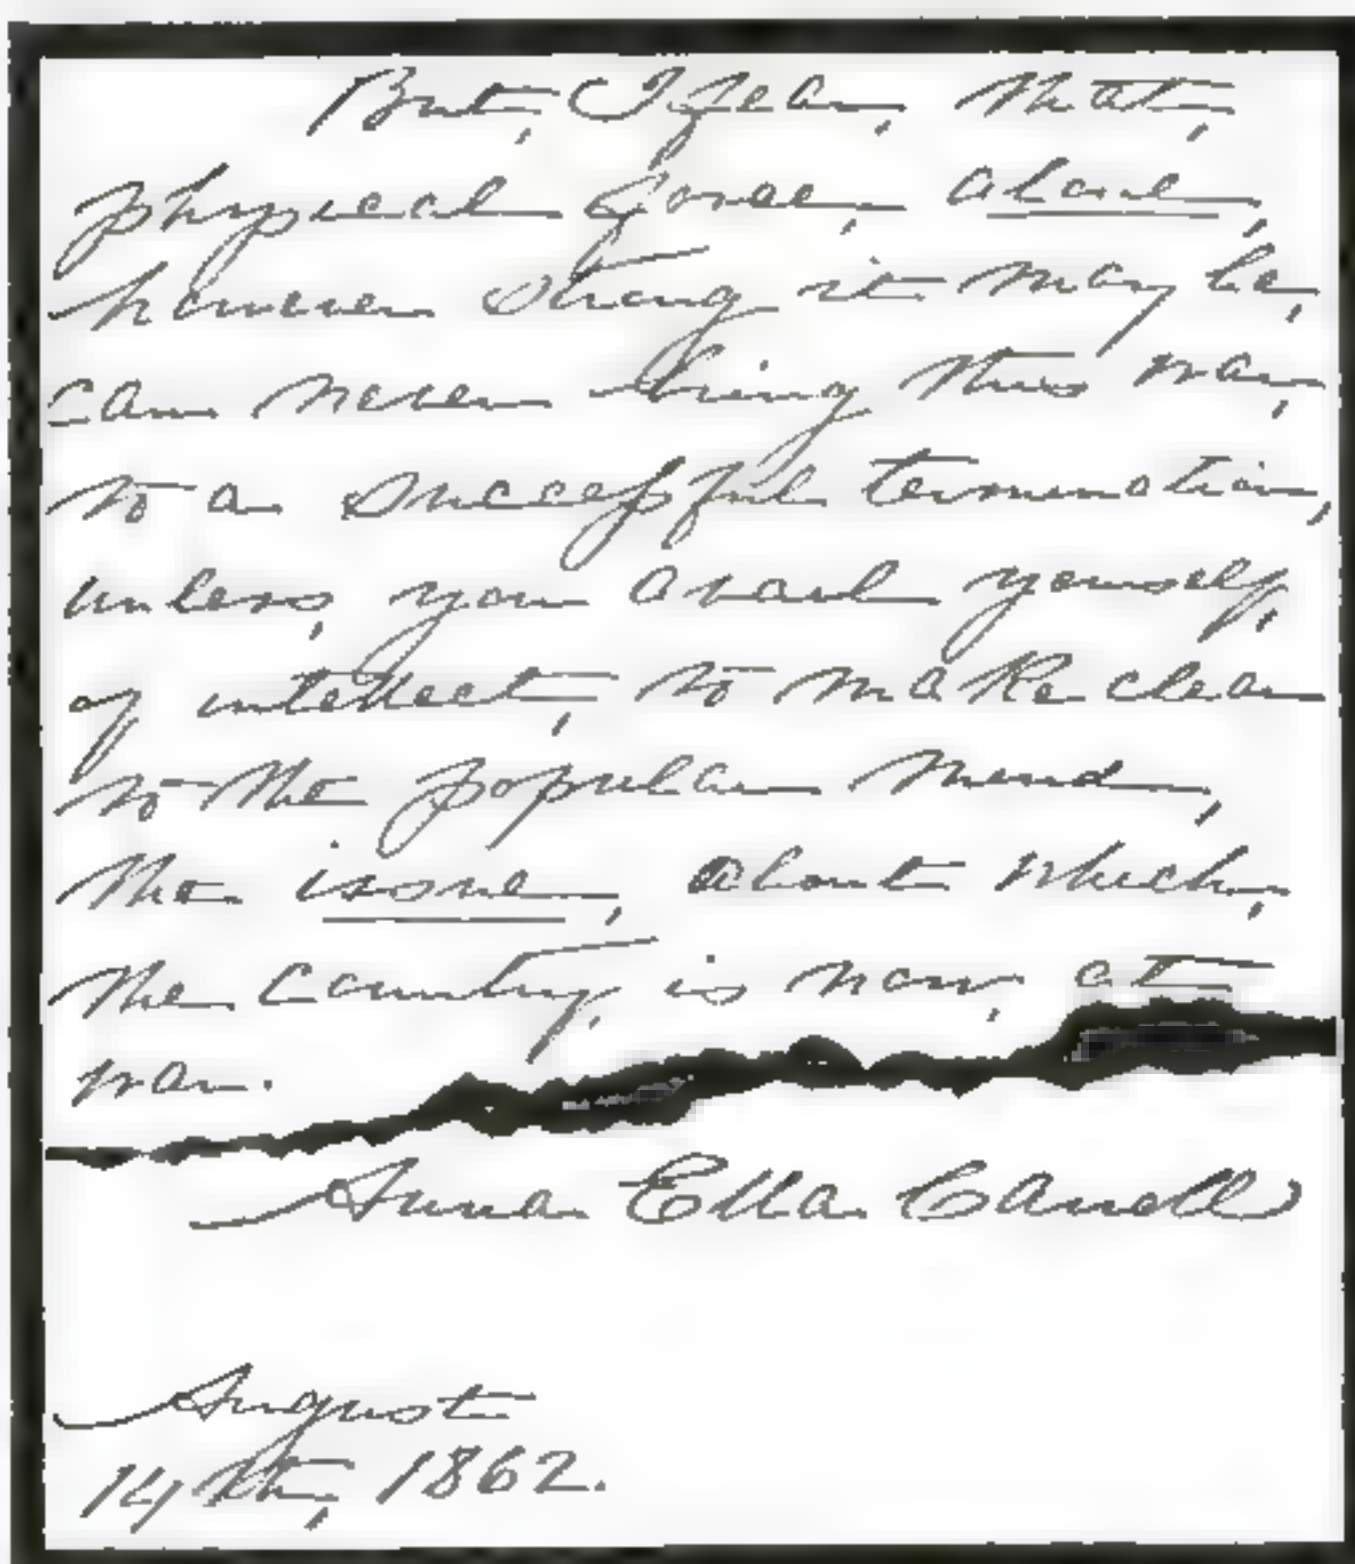 But, I fear, that,
physical force, alone,
however strong it may be,
can never bring this war,
to a successful termination,
unless, you avail yourself,
of intellect, to make clear
to the popular mind,
the issue, about which,
the Country, is now, at
war.
Anna Ella Carroll
August
14th, 1862.